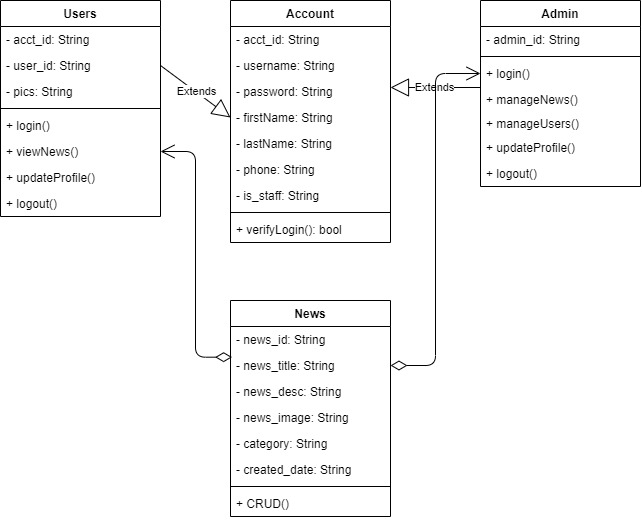 Users
- acct_id: String
- user_id: String
- pics: String
+ login()
+ viewNews()
+ updateProfile()
+ logout()
Extends
Account
- acct_id: String
- username: String
- password: String
- firstName: String
- lastName: String
- phone: String
- is_staff: String
+ verifyLogin(): bool
Extends
Admin
- admin_id: String
+ login()
+ manageNews()
+ manageUsers()
+ updateProfile()
+ logout()
News
- news_id: String
- news_title: String
- news_desc: String
- news_image: String
- category: String
- created_date: String
+ CRUD()